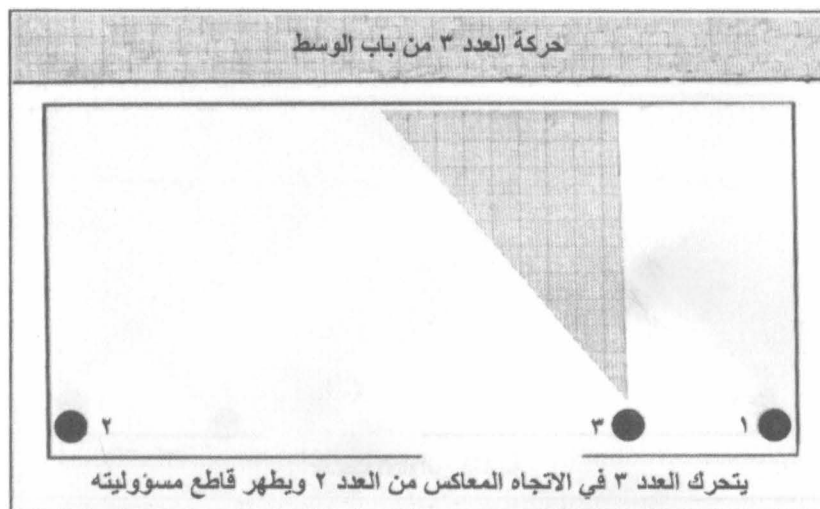 حركة العدد ٣ من باب الوسط
١
٣
٢
يتحرك العدد ٣ في الاتجاه المعاكس من العدد ٢ ويطهر قاطع مسؤوليته